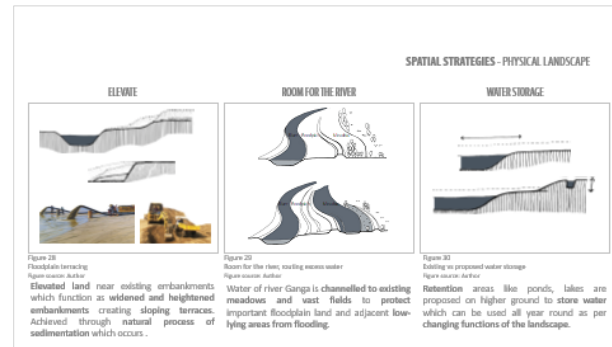 SPATIAL STRATEGIES - PHYSICAL LANDSCAPE
ELEVATE
Figure 28
Floodplain terracing
Figure source: Author
Elevated land near existing embankments
which function as widened and heightened
embankments creating sloping terraces.
Achieved through natural process of
sedimentation which occurs .
ROOM FOR THE RIVER
Figure 29
Room for the river, routing excess water
Figure source: Author
Water of river Ganga is channelled to existing
meadows and vast fields to protect
important floodplain land and adjacent low-
lying areas from flooding.
WATER STORAGE
Figure 30
Existing vs proposed water storage
Figure source: Author
Retention areas like ponds, lakes are
proposed on higher ground to store water
which can be used all year round as per
changing functions of the landscape.